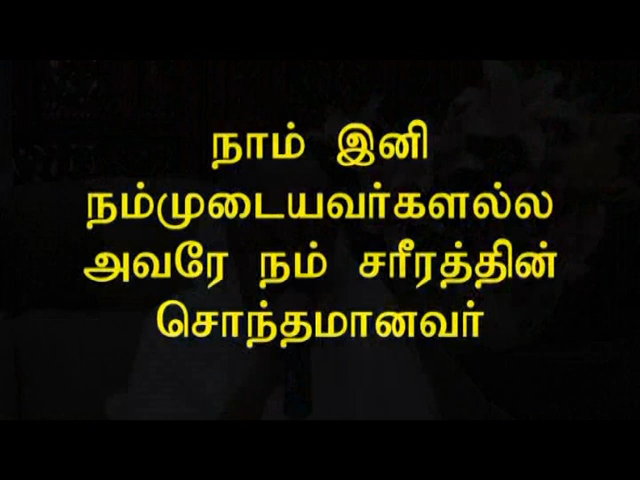 நாம் இனி
நம்முடையவர்களல்ல
அவரே நம் சரீரத்தின்
சொந்தமானவர்